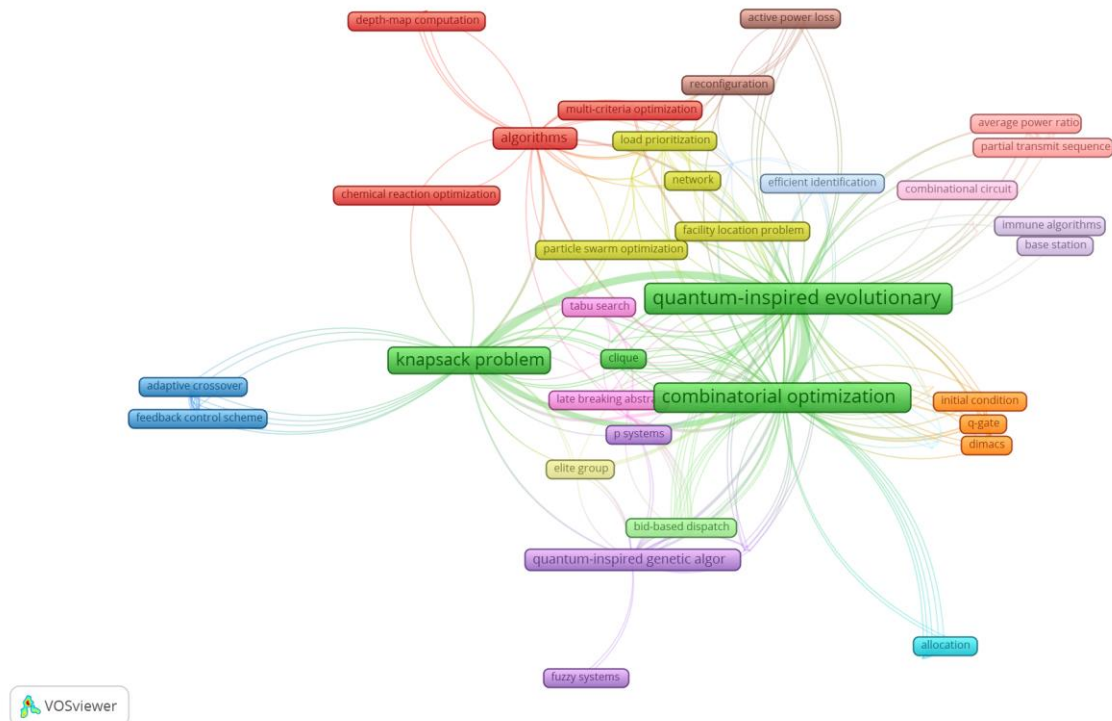 depth-map computation
active power loss
reconfiguration
multi-criteria optimization
average power ratio
algorithms
load prioritization
partial transmit sequence
network
efficient identification
combinational circuit
chemical reaction optimization
immune algorithms
facility location problem
base station
particle swarm optimization
quantum-inspired evolutionary
tabu search
knapsack problem
clique
adaptive crossover
combinatorial optimization
late breaking abstra
initial condition
feedback control scheme
q-gate
p systems
dimacs
elite group
bid-based dispatch
quantum-inspired genetic algor
allocation
fuzzy systems
VOSviewer